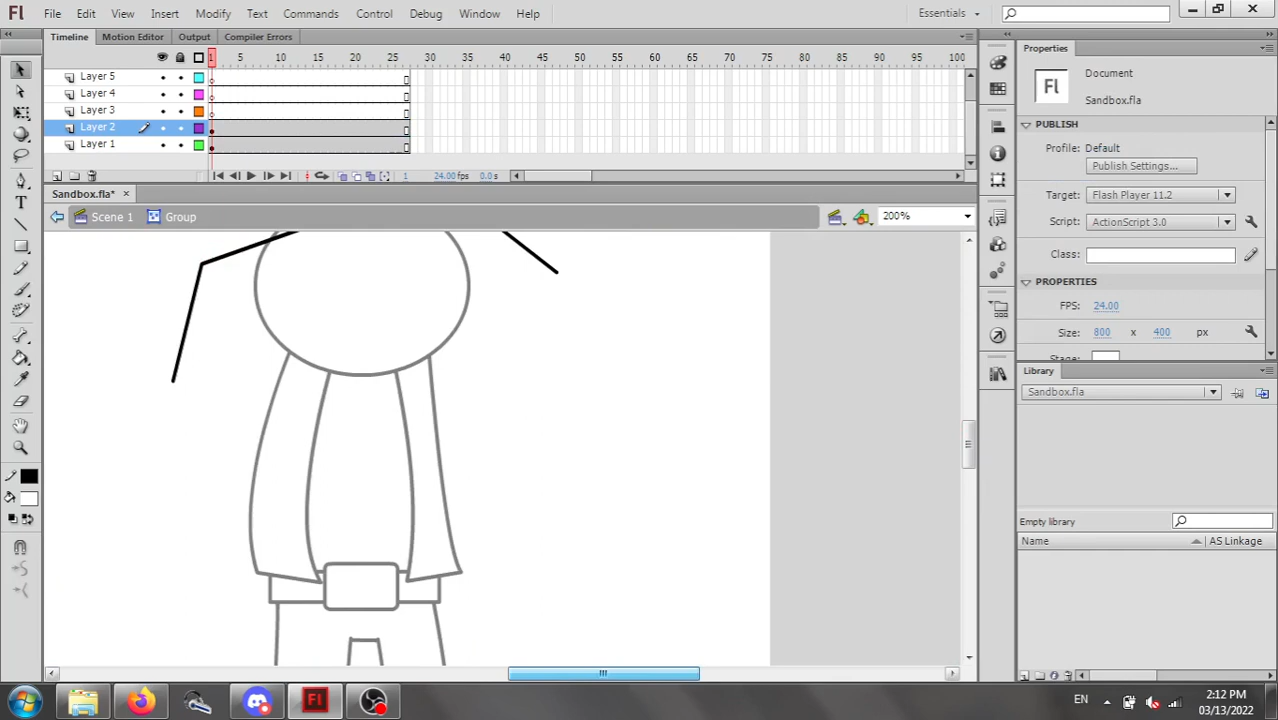 Fl File Edit View Insert Modify Text Commands Control Debug Window Help Essentials
Timeline Motion Editor Output Compiler Errors
1 5 10 15 20 25 30 35 40 45 50 55 60 65 70 75 80 85 90 95 100
Layer 5
Layer 4
Layer 3
Layer 2
Layer 1
1 24.00 fps 0.0 s
Sandbox.fla* ×
Scene 1 Group 200%
Properties
Fl Document
Sandbox.fla
PUBLISH
Profile: Default
Publish Settings...
Target: Flash Player 11.2
Script: ActionScript 3.0
Class:
PROPERTIES
FPS: 24.00
Size: 800 x 400 px
Library
Sandbox.fla
Empty library
Name AS Linkage
Fl EN 2:12 PM
03/13/2022